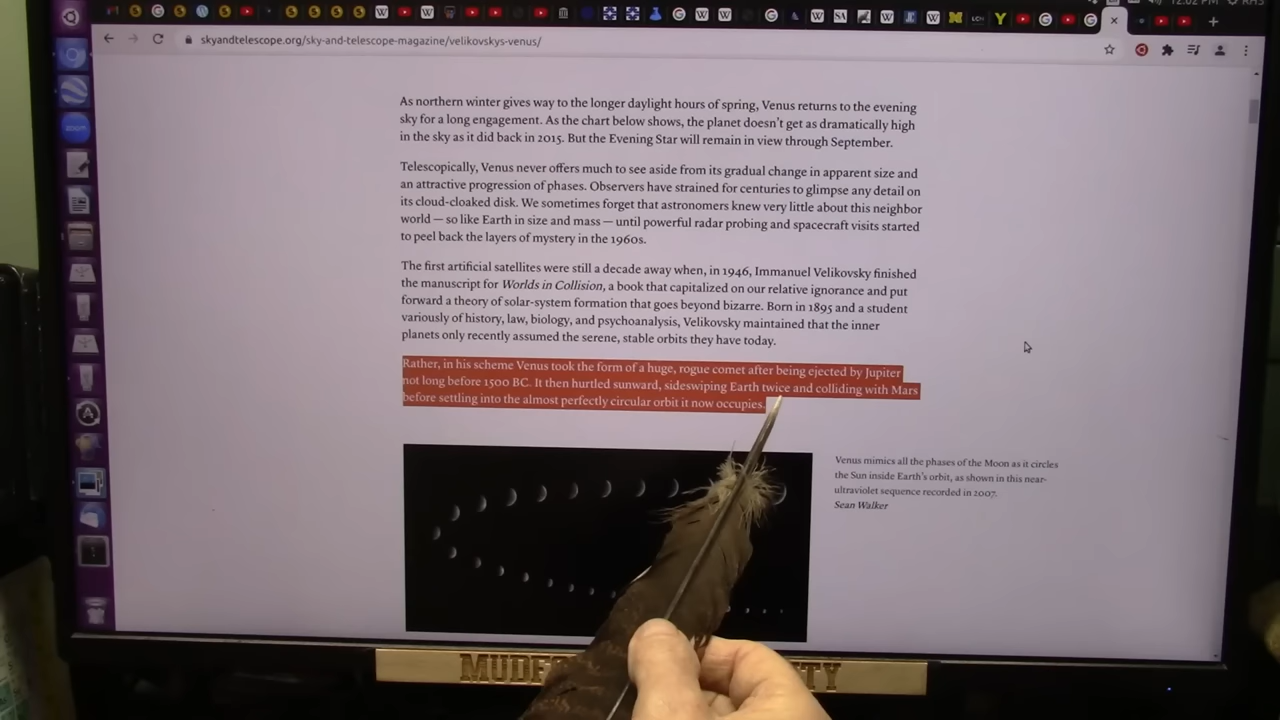 12:02 PM
skyandtelescope.org/sky-and-telescope-magazine/velikovskys-venus/
As northern winter gives way to the longer daylight hours of spring, Venus returns to the evening
sky for a long engagement. As the chart below shows, the planet doesn't get as dramatically high
in the sky as it did back in 2015. But the Evening Star will remain in view through September.
Telescopically, Venus never offers much to see aside from its gradual change in apparent size and
an attractive progression of phases. Observers have strained for centuries to glimpse any detail on
its cloud-cloaked disk. We sometimes forget that astronomers knew very little about this neighbor
world — so like Earth in size and mass — until powerful radar probing and spacecraft visits started
to peel back the layers of mystery in the 1960s.
The first artificial satellites were still a decade away when, in 1946, Immanuel Velikovsky finished
the manuscript for Worlds in Collision, a book that capitalized on our relative ignorance and put
forward a theory of solar-system formation that goes beyond bizarre. Born in 1895 and a student
variously of history, law, biology, and psychoanalysis, Velikovsky maintained that the inner
planets only recently assumed the serene, stable orbits they have today.
Rather, in his scheme Venus took the form of a huge, rogue comet after being ejected by Jupiter
not long before 1500 BC. It then hurtled sunward, sideswiping Earth twice and colliding with Mars
before settling into the almost perfectly circular orbit it now occupies.
Venus mimics all the phases of the Moon as it circles
the Sun inside Earth's orbit, as shown in this near-
ultraviolet sequence recorded in 2007.
Sean Walker
zoom